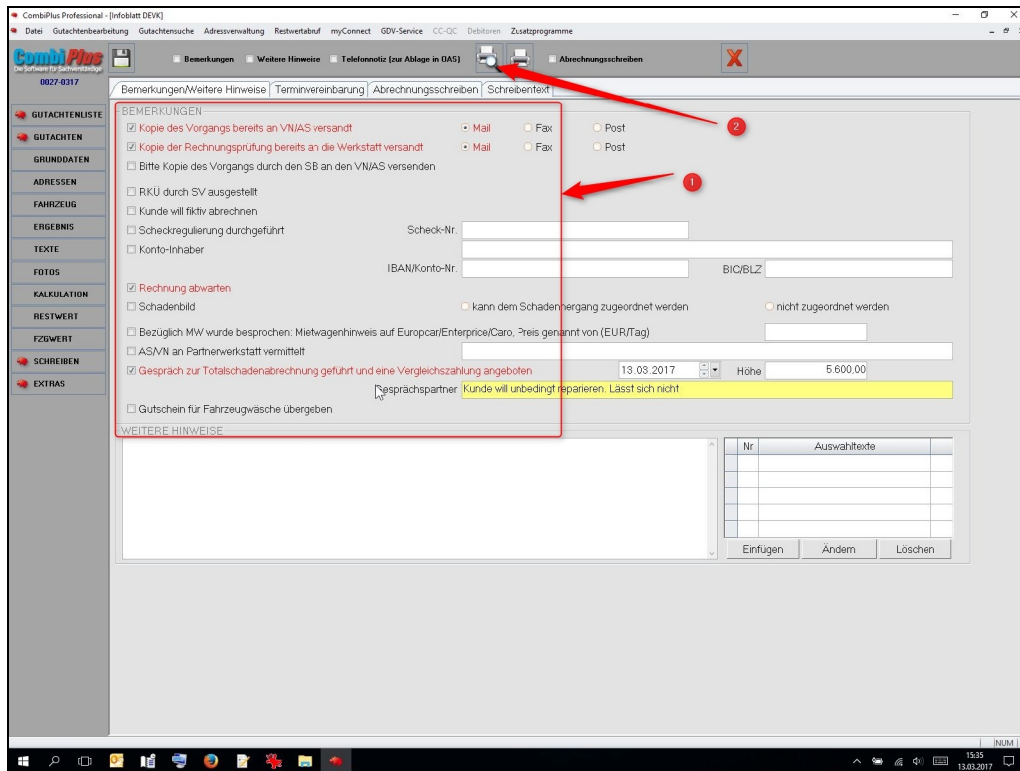 CombiPlus Professional - [Infoblatt DEVK]
Datei Gutachtenbearbeitung Gutachtensuche Adressverwaltung Restwertabruf myConnect GDV-Service CC-QC Debitoren Zusatzprogramme
CombiPlus
Die Software für Sachverständige
0027-0317
Bemerkungen Weitere Hinweise Telefonnotiz (zur Ablage in OAS) Abrechnungsschreiben X
Bemerkungen/Weitere Hinweise Terminvereinbarung Abrechnungsschreiben Schreibentext
GUTACHTENLISTE
GUTACHTEN
GRUNDDATEN
ADRESSEN
FAHRZEUG
ERGEBNIS
TEXTE
FOTOS
KALKULATION
RESTWERT
FZGWERT
SCHREIBEN
EXTRAS
BEMERKUNGEN
Kopie des Vorgangs bereits an VN/AS versandt Mail Fax Post
2
Kopie der Rechnungsprüfung bereits an die Werkstatt versandt Mail Fax Post
Bitte Kopie des Vorgangs durch den SB an den VN/AS versenden
1
RKÜ durch SV ausgestellt
Kunde will fiktiv abrechnen
Scheckregulierung durchgeführt Scheck-Nr.
Konto-Inhaber
IBAN/Konto-Nr. BIC/BLZ
Rechnung abwarten
Schadenbild kann dem Schadenhergang zugeordnet werden nicht zugeordnet werden
Bezüglich MW wurde besprochen: Mietwagenhinweis auf Europcar/Enterprice/Caro, Preis genannt von (EUR/Tag)
AS/VN an Partnerwerkstatt vermittelt
Gespräch zur Totalschadenabrechnung geführt und eine Vergleichszahlung angeboten 13.03.2017 Höhe 5.600,00
Gesprächspartner Kunde will unbedingt reparieren. Lässt sich nicht
Gutschein für Fahrzeugwäsche übergeben
WEITERE HINWEISE
Nr Auswahltexte
Einfügen Ändern Löschen
NUM
15:35
13.03.2017